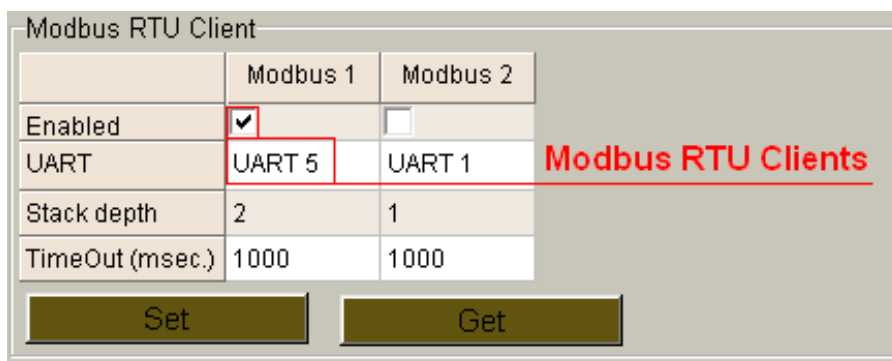 Modbus RTU Client
Modbus 1 Modbus 2
Enabled
UART UART 5 UART 1 Modbus RTU Clients
Stack depth 2 1
TimeOut (msec.) 1000 1000
Set Get